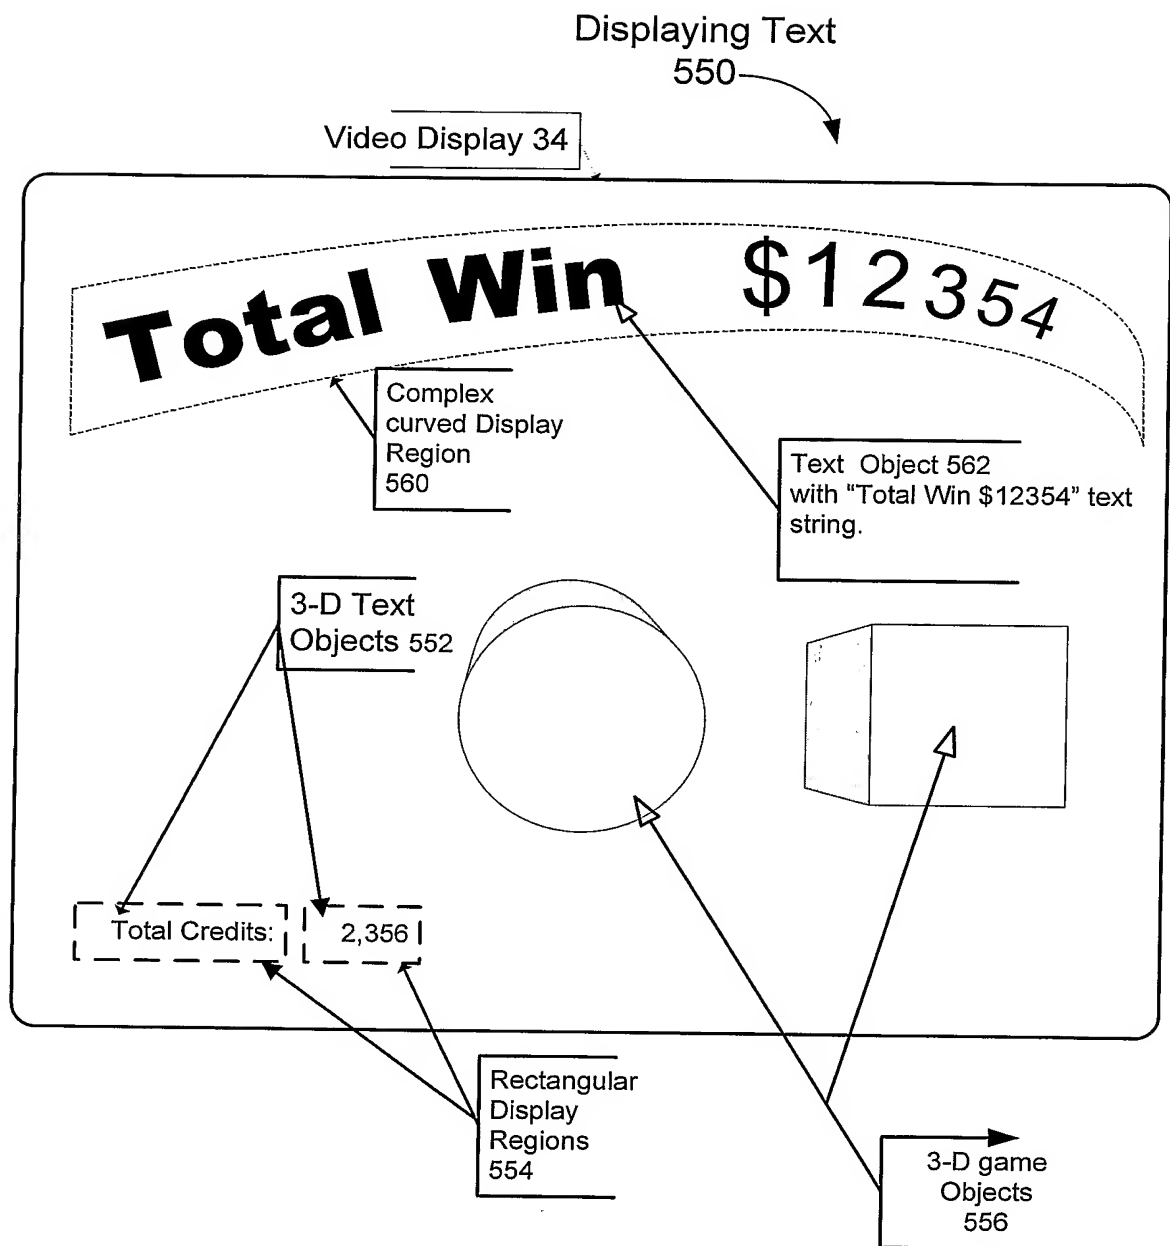 Displaying Text
550
Video Display 34
Total Win $12354
Complex
curved Display
Region
560
Text Object 562
with "Total Win $12354" text
string.
3-D Text
Objects 552
Total Credits: 2,356
Rectangular
Display
Regions
554
3-D game
Objects
556